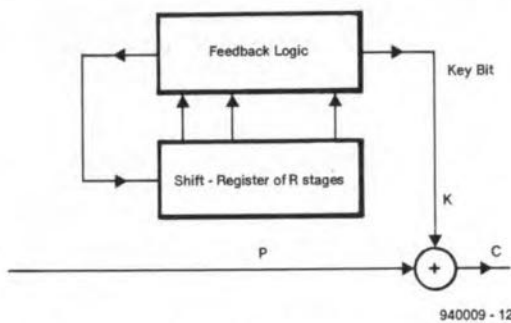 Feedback Logic
Key Bit
Shift - Register of R stages
K
P
C
+
940009 - 12